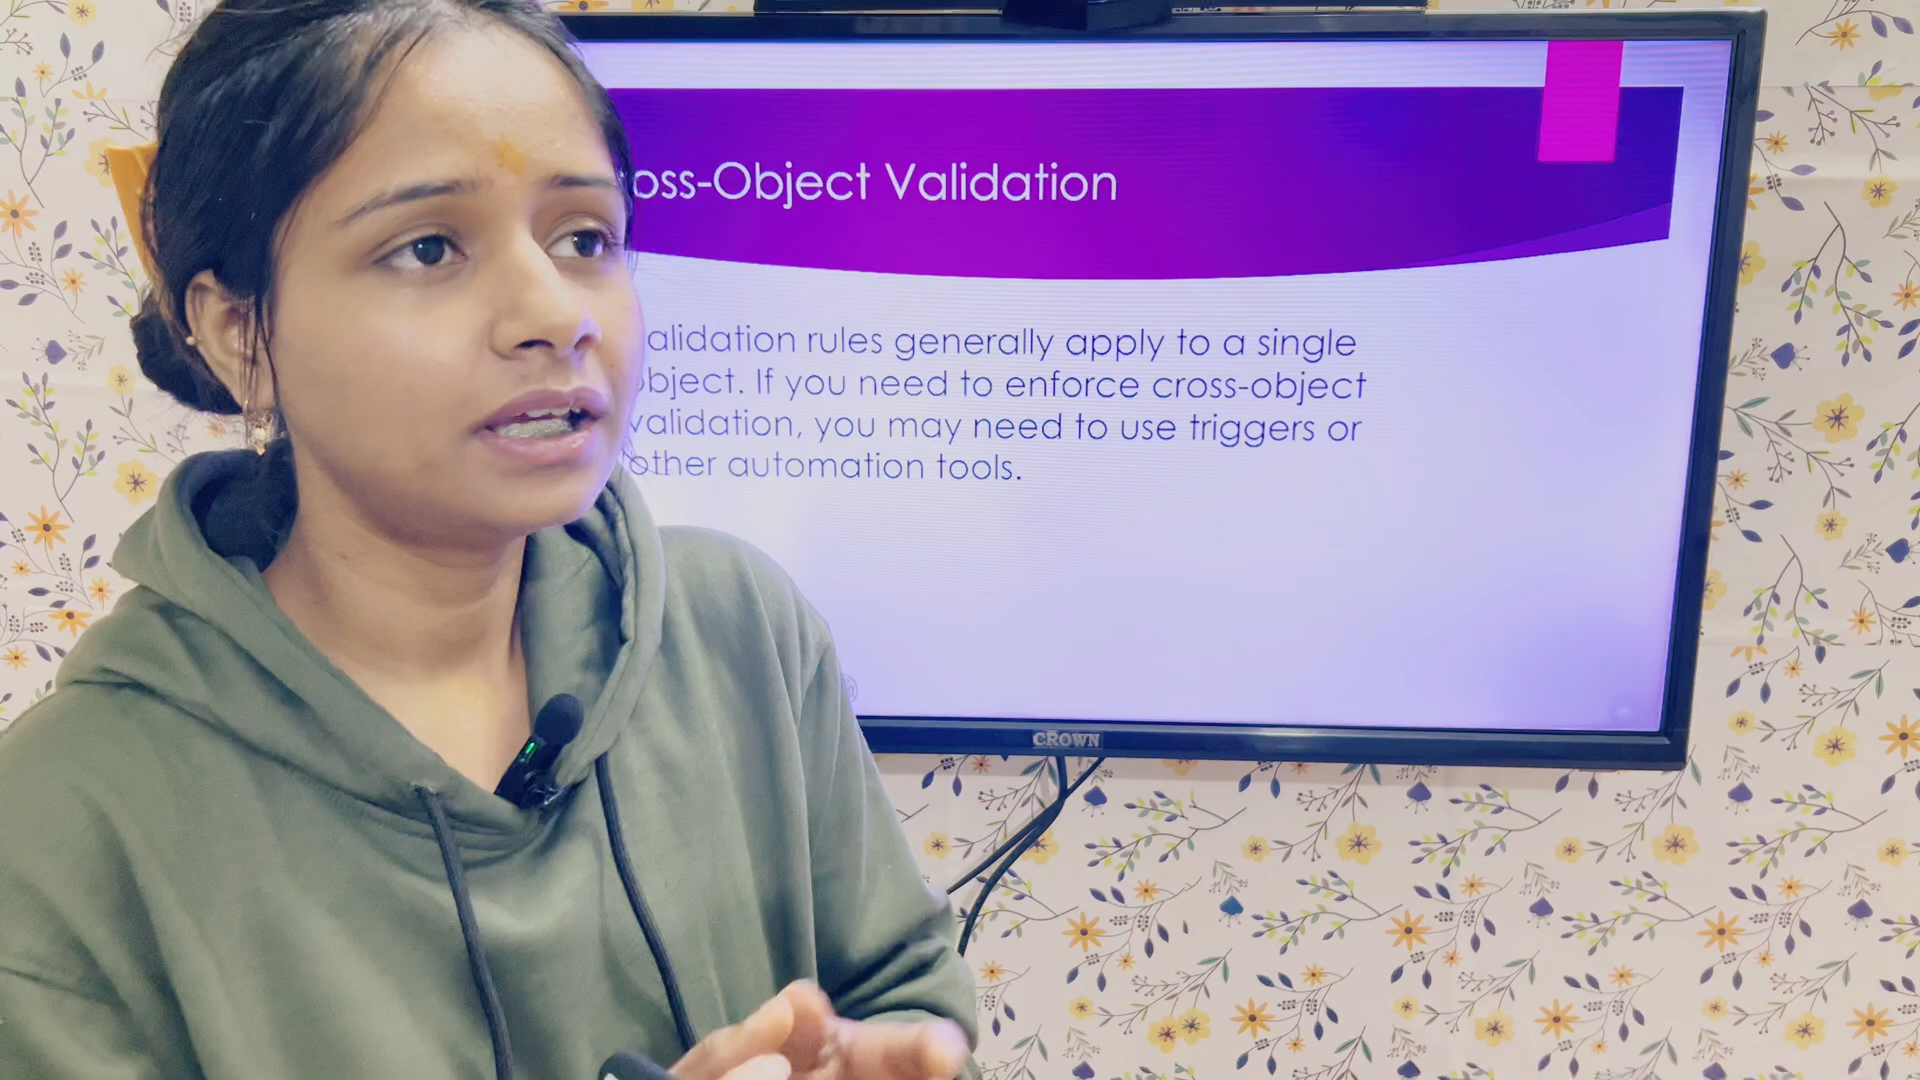 oss-Object Validation
alidation rules generally apply to a single
bject. If you need to enforce cross-object
validation, you may need to use triggers or
other automation tools.
CROWN